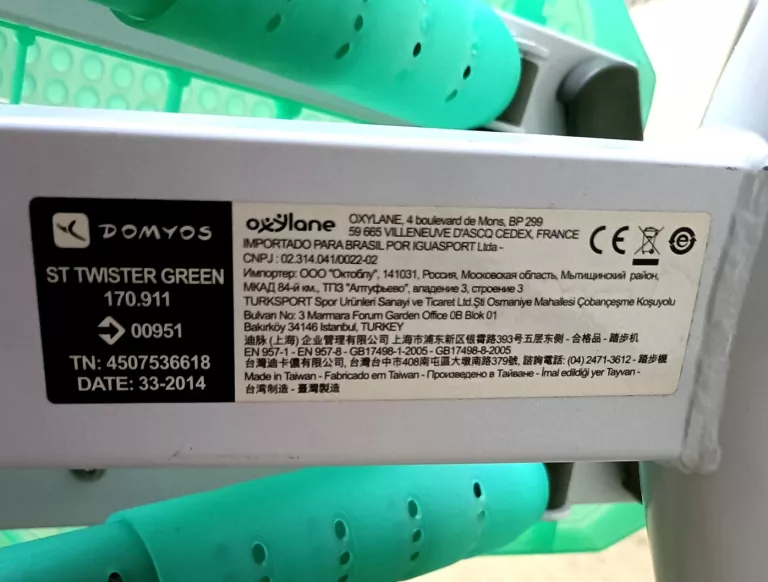 DOMYOS
ST TWISTER GREEN
170.911
00951
TN: 4507536618
DATE: 33-2014
oxylane
OXYLANE, 4 boulevard de Mons, BP 299
59 665 VILLENEUVE D'ASCQ CEDEX, FRANCE
IMPORTADO PARA BRASIL POR IGUASPORT Ltda -
CNPJ : 02.314.041/0022-02
Импортер: ООО "Октоблу", 141031, Россия, Московская область, Мытищинский район,
МКАД 84-й км., ТПЗ "Алтуфьево", владение 3, строение 3
TURKSPORT Spor Urünleri Sanayi ve Ticaret Ltd.Şti Osmaniye Mahallesi Çobançeşme Koşuyolu
Bulvarı No: 3 Marmara Forum Garden Office 0B Blok 01
Bakırköy 34146 Istanbul, TURKEY
迪脉 (上海) 企业管理有限公司 上海市浦东新区银霄路393号五层东侧 - 合格品 - 踏步机
EN 957-1 - EN 957-8 - GB17498-1-2005 - GB17498-8-2005
台灣迪卡儂有限公司, 台灣台中市408南屯區大墩南路379號, 諮詢電話: (04) 2471-3612 - 踏步機
Made in Taiwan - Fabricado em Taiwan - Произведено в Тайване - İmal edildiği yer Tayvan -
台湾制造 - 臺灣製造
CE